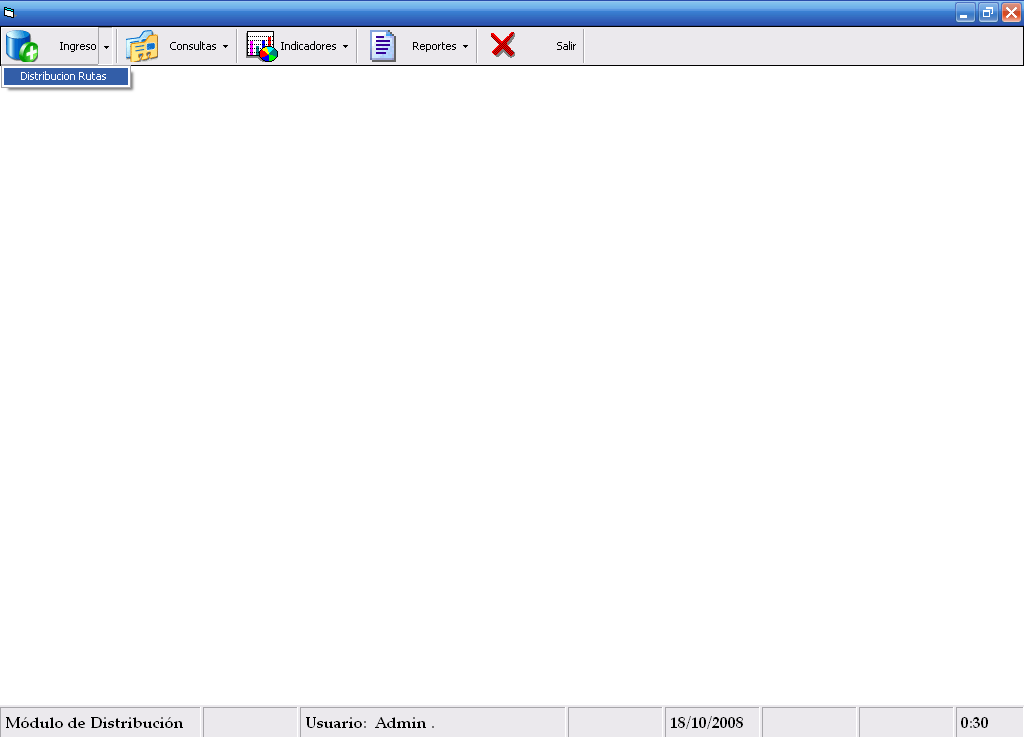 Ingreso Consultas Indicadores Reportes Salir
Distribucion Rutas
Módulo de Distribución Usuario: Admin . 18/10/2008 0:30